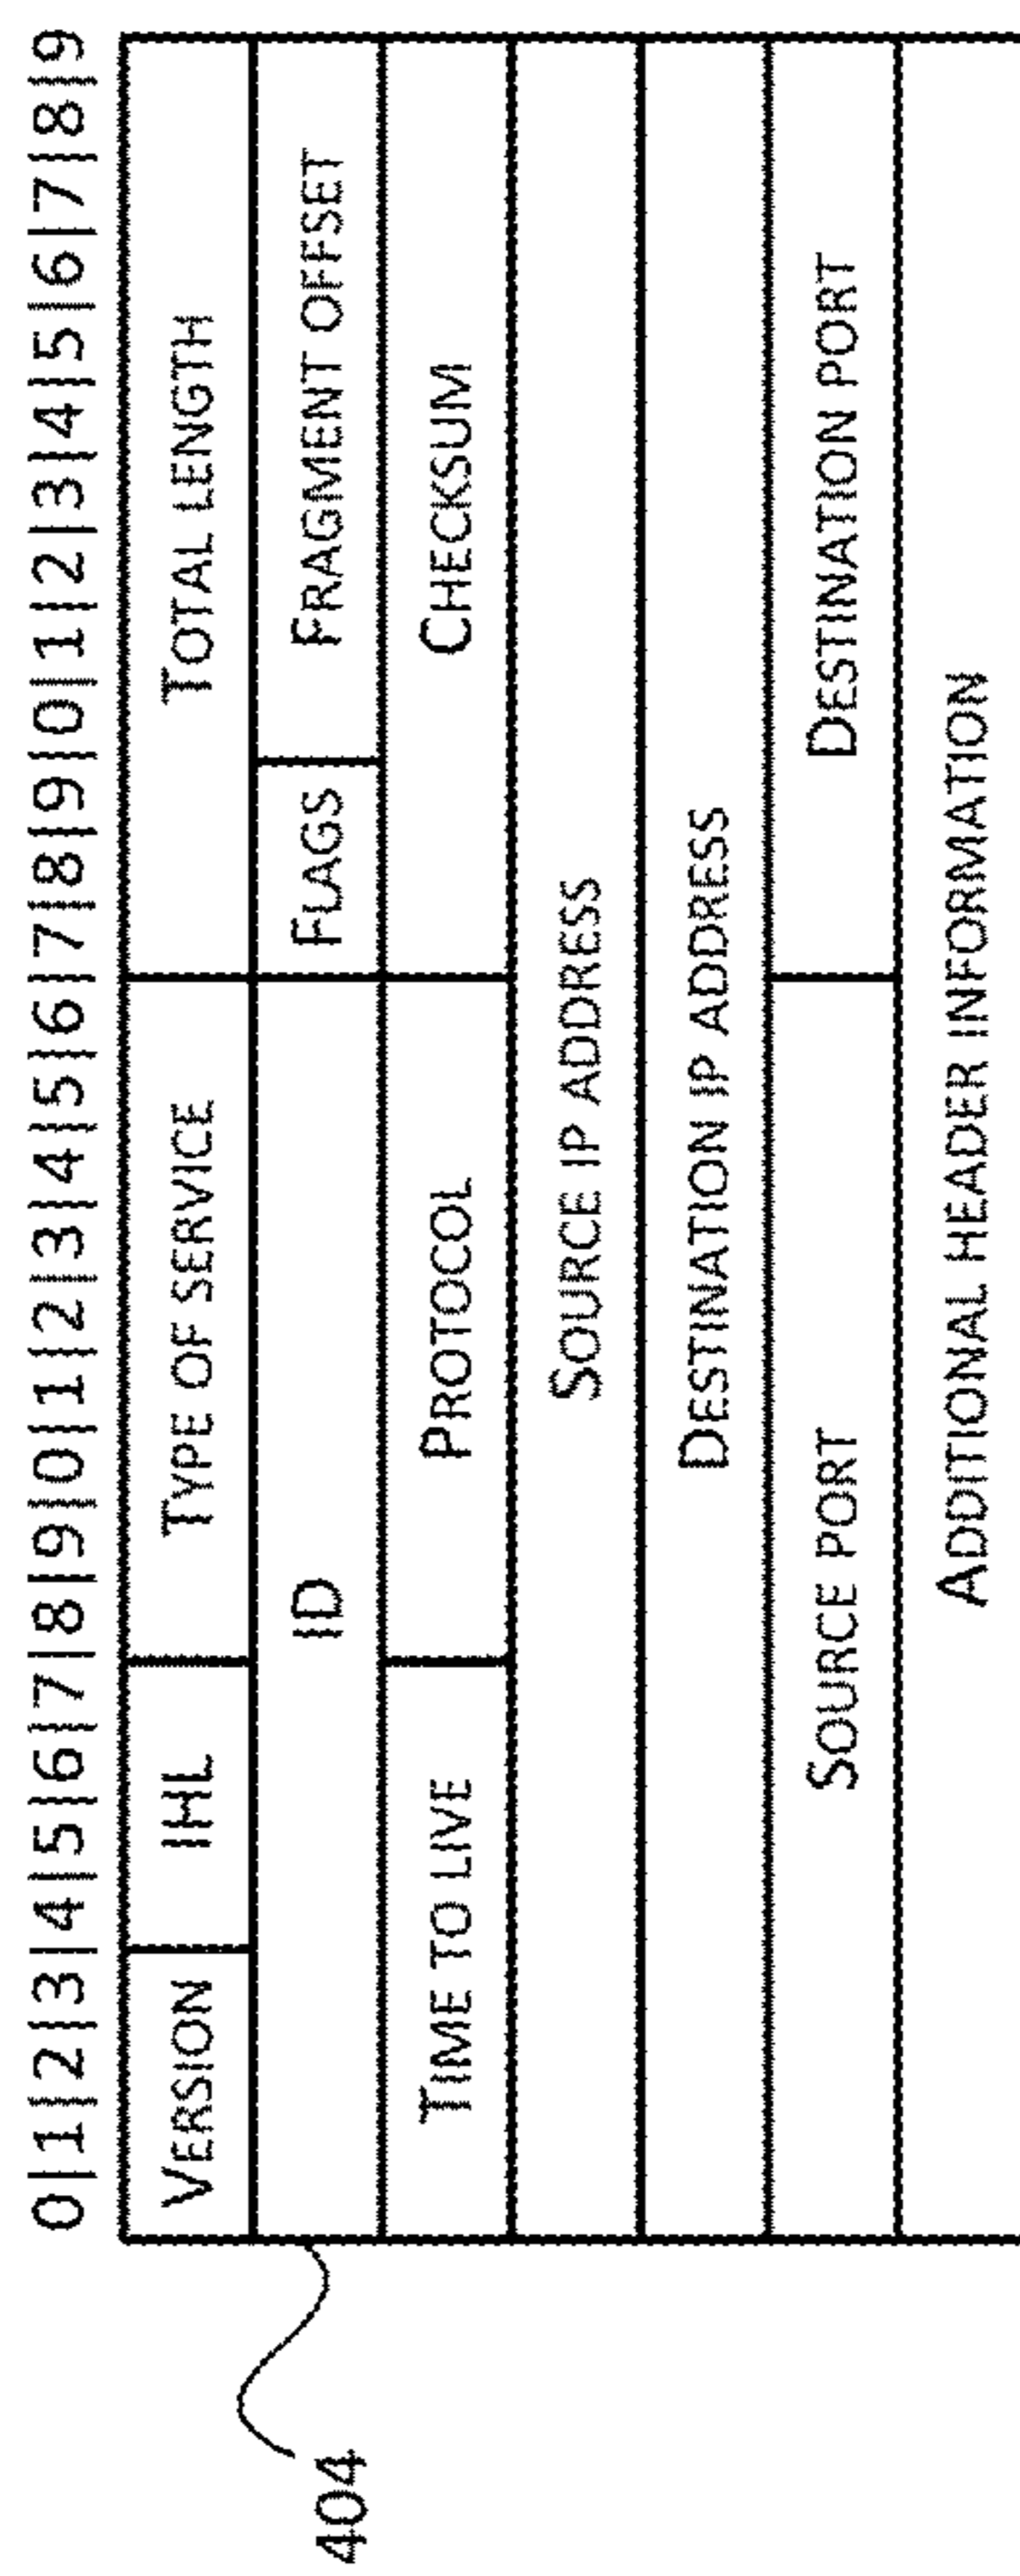 0|1|2|3|4|5|6|7|8|9|0|1|2|3|4|5|6|7|8|9|0|1|2|3|4|5|6|7|8|9
VERSION IHL TYPE OF SERVICE TOTAL LENGTH
ID FLAGS FRAGMENT OFFSET
404
TIME TO LIVE PROTOCOL CHECKSUM
SOURCE IP ADDRESS
DESTINATION IP ADDRESS
SOURCE PORT DESTINATION PORT
ADDITIONAL HEADER INFORMATION